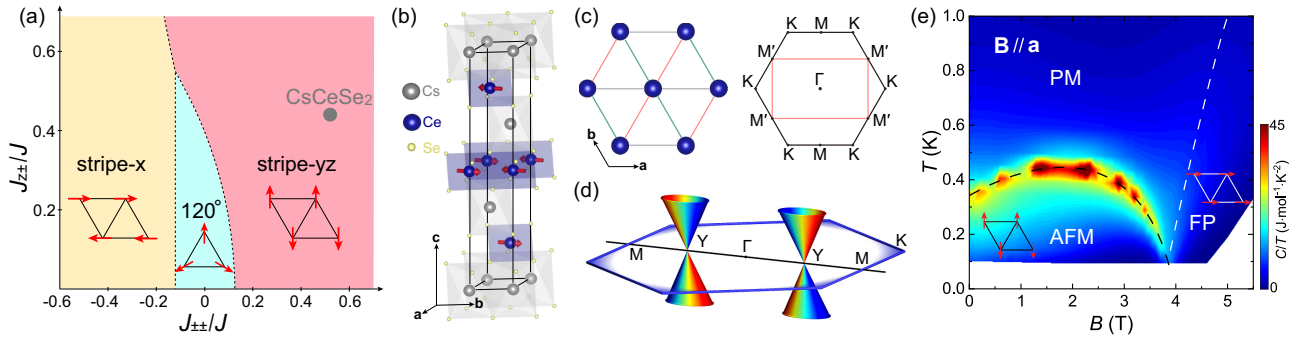 (a)
J_z±/J
0.6
0.4
0.2
-0.6
-0.4
-0.2
0
0.2
0.4
0.6
J_±±/J
stripe-x
120°
stripe-yz
CsCeSe₂
(b)
Cs
Ce
Se
c
a
b
(c)
b
a
K
M
K
M′
M′
Γ
K
K
M′
M′
K
M
K
(d)
Y
Γ
K
M
Y
M
(e)
B // a
PM
AFM
FP
T (K)
1.0
0.8
0.6
0.4
0.2
0.0
0
1
2
3
4
5
B (T)
45
0
C/T (J·mol⁻¹·K⁻²)